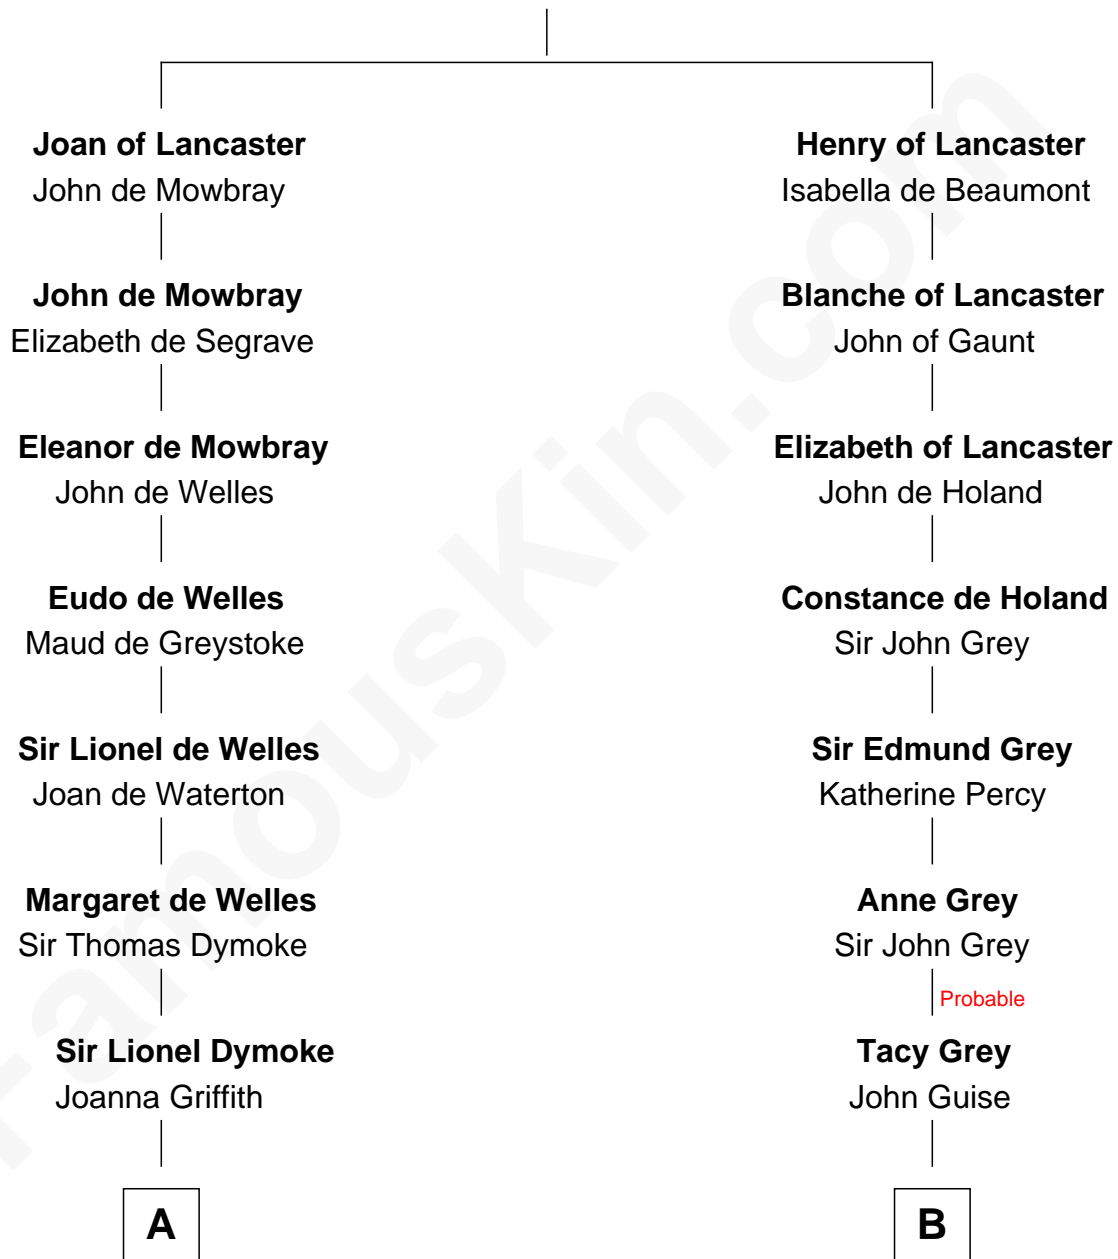 Joan of Lancaster
John de Mowbray
John de Mowbray
Elizabeth de Segrave
Eleanor de Mowbray
John de Welles
Eudo de Welles
Maud de Greystoke
Sir Lionel de Welles
Joan de Waterton
Margaret de Welles
Sir Thomas Dymoke
Sir Lionel Dymoke
Joanna Griffith
A
Henry of Lancaster
Isabella de Beaumont
Blanche of Lancaster
John of Gaunt
Elizabeth of Lancaster
John de Holand
Constance de Holand
Sir John Grey
Sir Edmund Grey
Katherine Percy
Anne Grey
Sir John Grey
Probable
Tacy Grey
John Guise
B
FamousKin.com